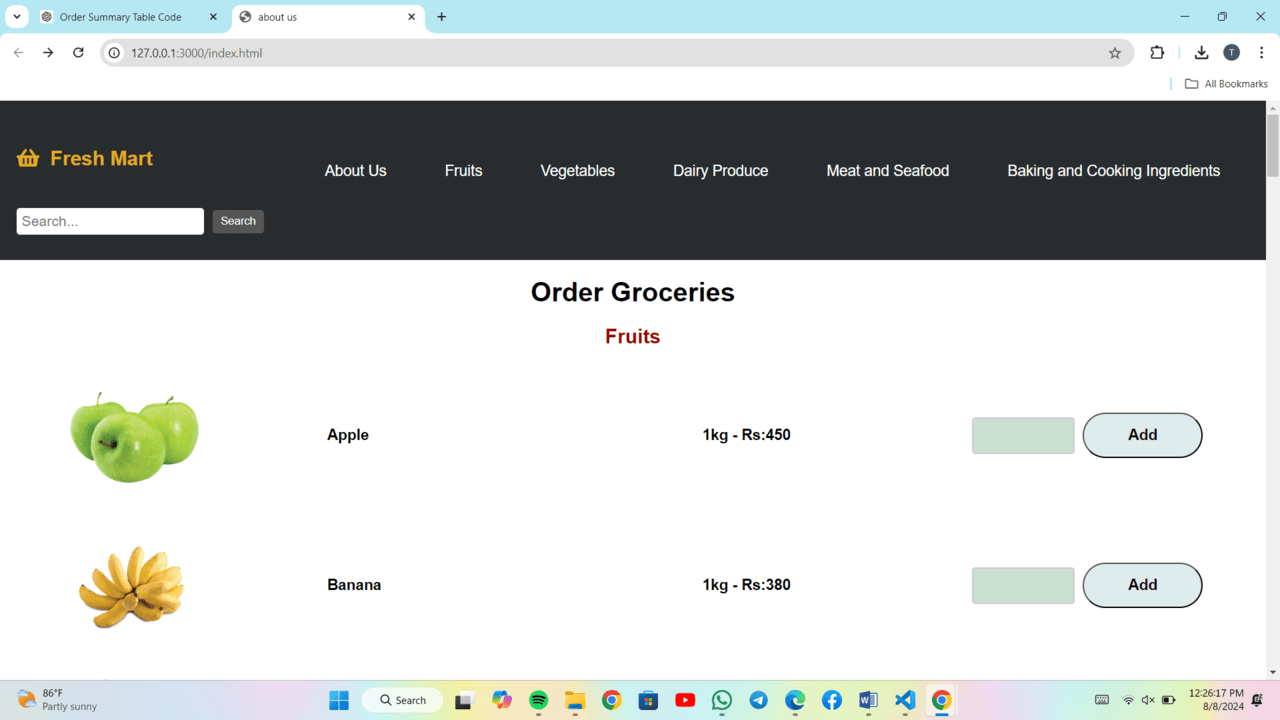 Order Summary Table Code
about us
127.0.0.1:3000/index.html
T
All Bookmarks
Fresh Mart
About Us
Fruits
Vegetables
Dairy Produce
Meat and Seafood
Baking and Cooking Ingredients
Search...
Search
Order Groceries
Fruits
Apple
1kg - Rs:450
Add
Banana
1kg - Rs:380
Add
86°F
Partly sunny
Search
12:26:17 PM
8/8/2024